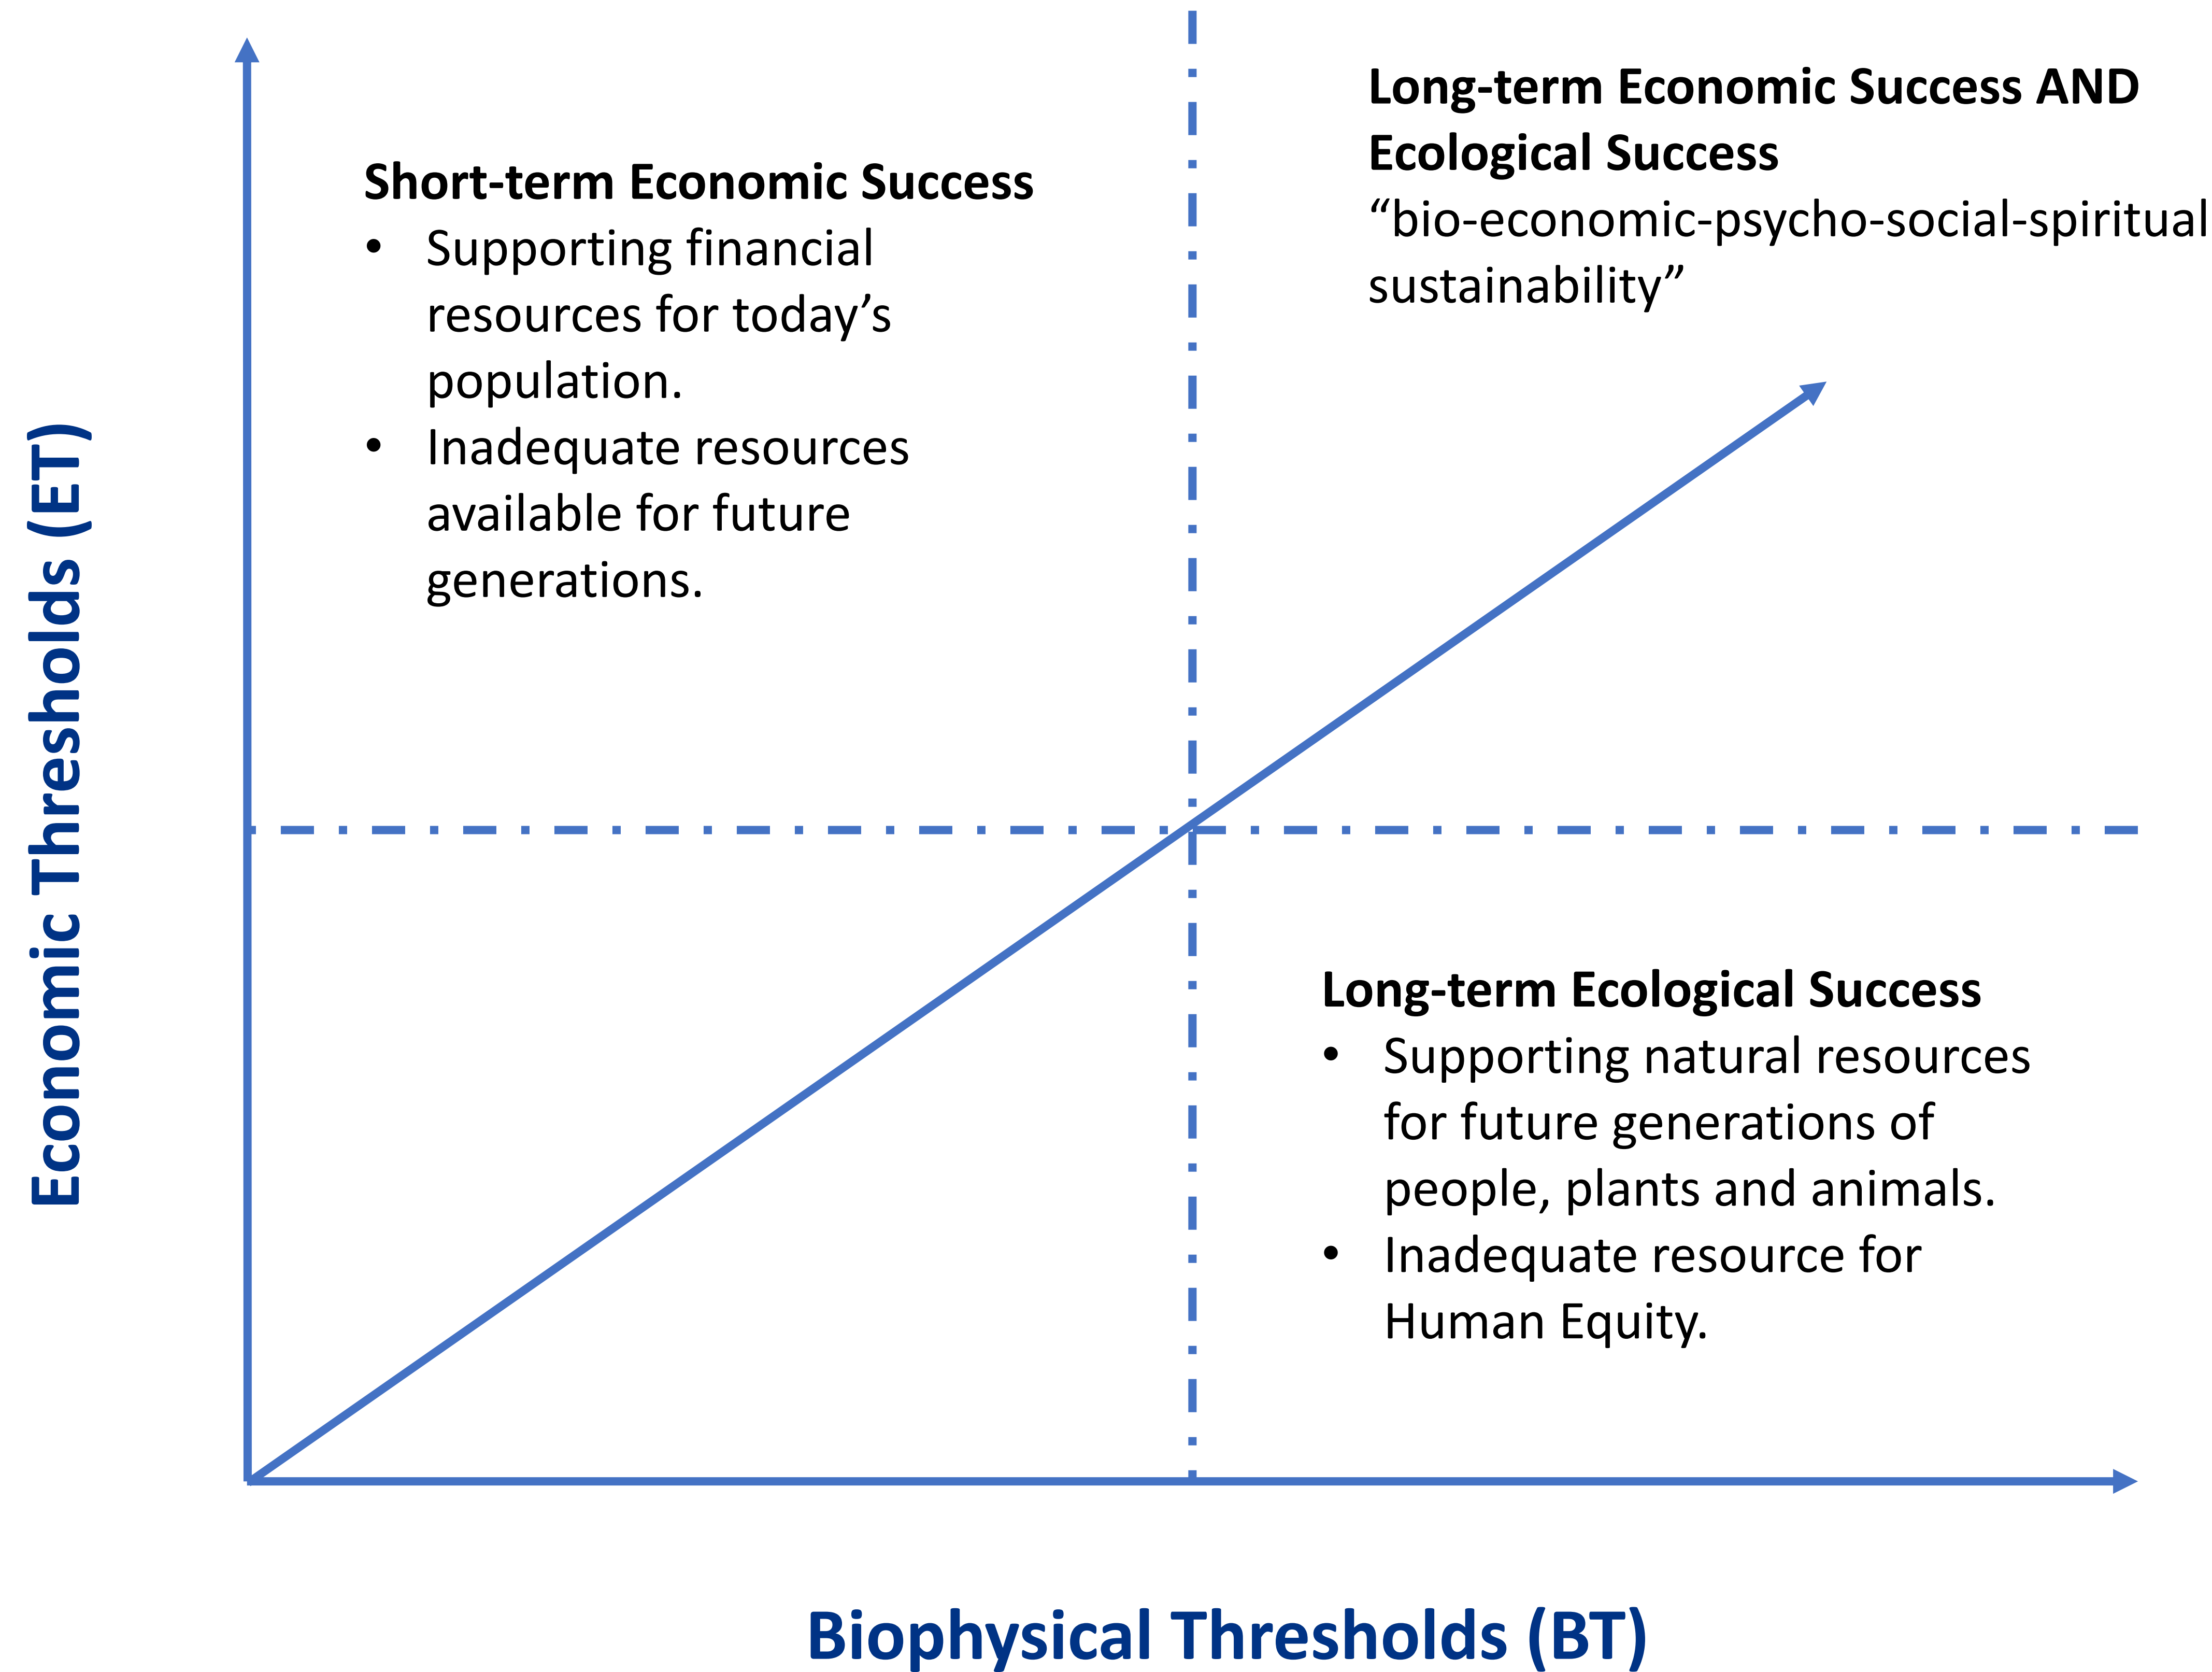 Long-term Economic Success AND
Ecological Success
“bio-economic-psycho-social-spiritual
sustainability”
Short-term Economic Success
• Supporting financial
resources for today’s
population.
• Inadequate resources
available for future
generations.
Economic Thresholds (ET)
Long-term Ecological Success
• Supporting natural resources
for future generations of
people, plants and animals.
• Inadequate resource for
Human Equity.
Biophysical Thresholds (BT)